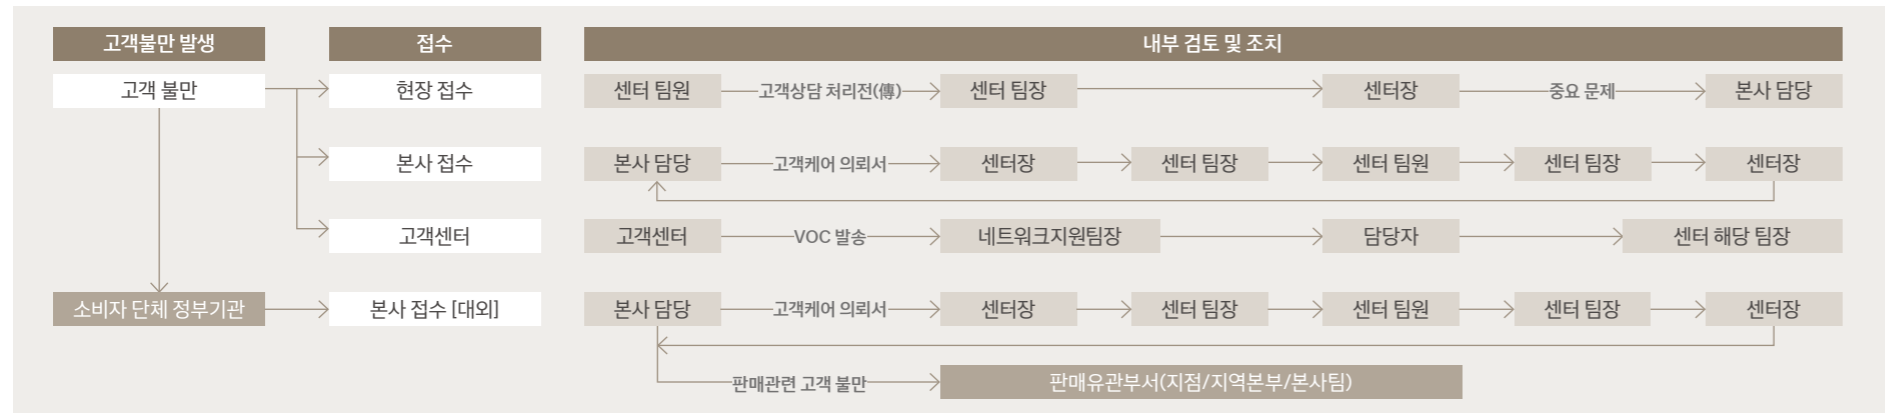 고객불만 발생 접수 내부 검토 및 조치
고객 불만 현장 접수 센터 팀원 고객상담 처리전(傳) 센터 팀장 센터장 중요 문제 본사 담당
본사 접수 본사 담당 고객케어 의뢰서 센터장 센터 팀장 센터 팀원 센터 팀장 센터장
고객센터 고객센터 VOC 발송 네트워크지원팀장 담당자 센터 해당 팀장
소비자 단체 정부기관 본사 접수 [대외] 본사 담당 고객케어 의뢰서 센터장 센터 팀장 센터 팀원 센터 팀장 센터장
판매관련 고객 불만 판매유관부서(지점/지역본부/본사팀)